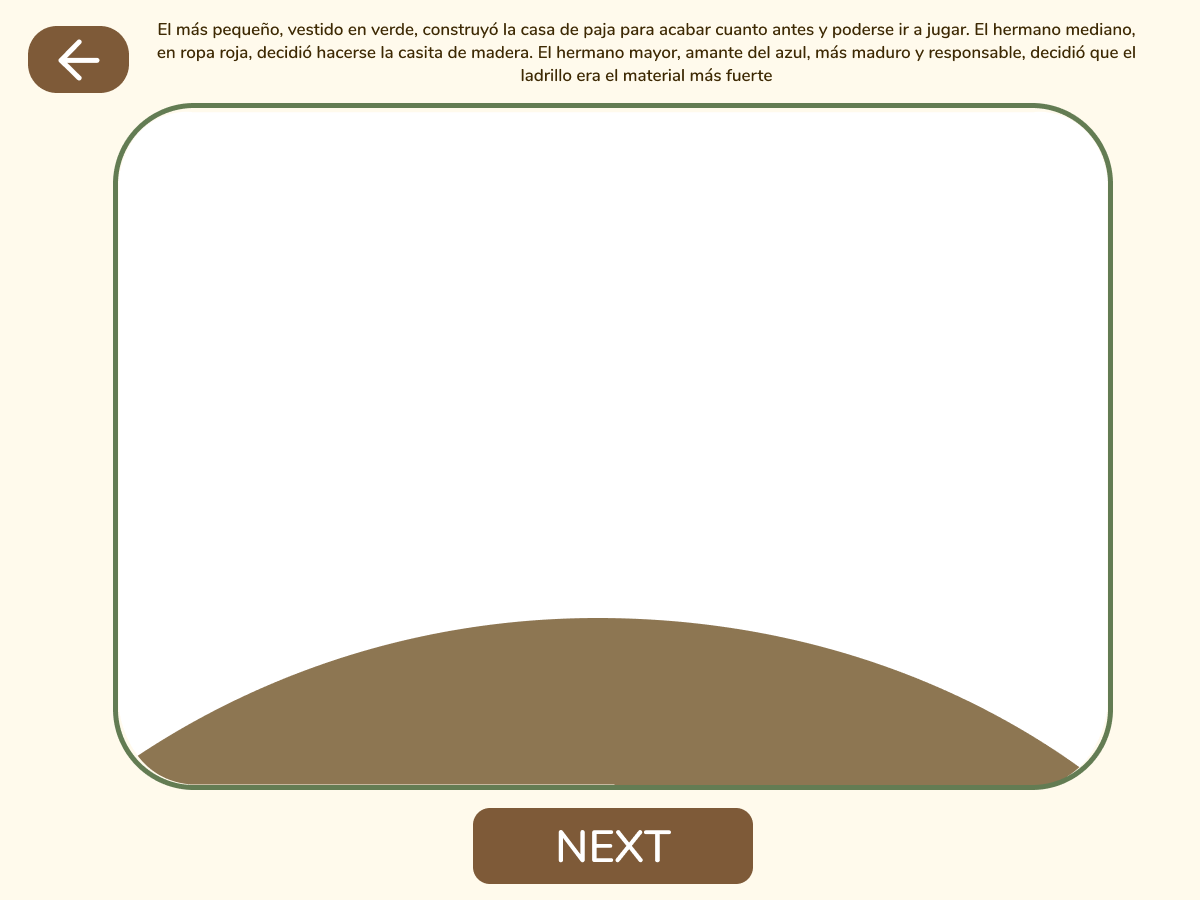 El más pequeño, vestido en verde, construyó la casa de paja para acabar cuanto antes y poderse ir a jugar. El hermano mediano,
en ropa roja, decidió hacerse la casita de madera. El hermano mayor, amante del azul, más maduro y responsable, decidió que el
ladrillo era el material más fuerte
NEXT